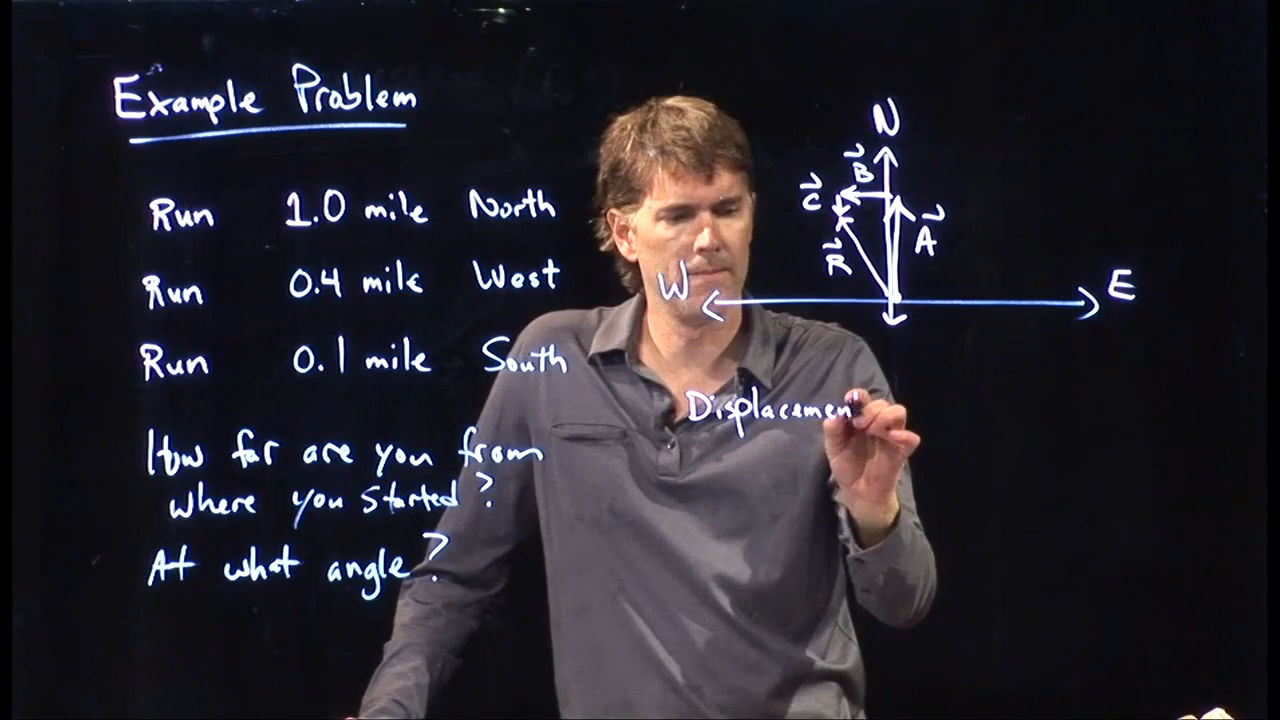 Example Problem
Run 1.0 mile North
Run 0.4 mile West
Run 0.1 mile South
How far are you from
where you started?
At what angle?
N
B
C
A
R
W
E
Displacemen